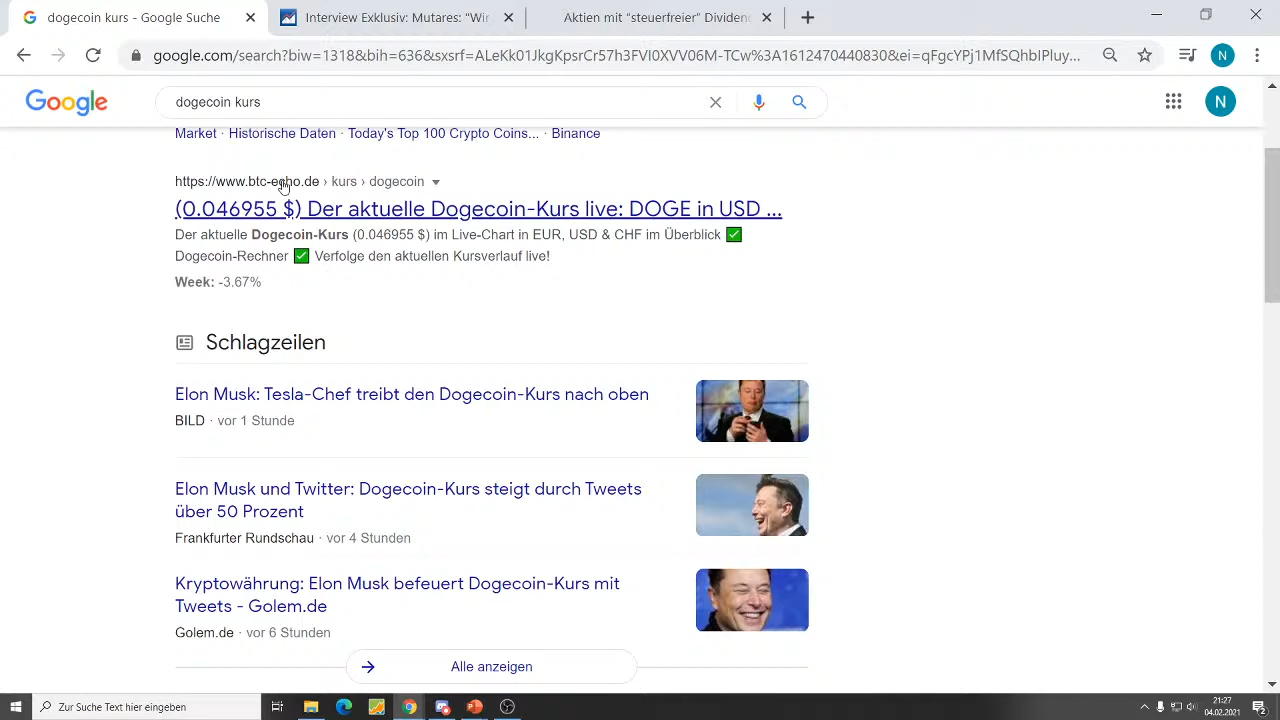 dogecoin kurs - Google Suche
Interview Exklusiv: Mutares: Wir
Aktien mit "steuerfreier" Dividend
google.com/search?biw=1318&bih=636&sxsrf=ALeKk01JkgKpsrCr57h3FVI0XVV06M-TCw%3A1612470440830&ei=qFgcYPj1MfSQhbIPluy...
N
Google
dogecoin kurs
N
Market · Historische Daten · Today's Top 100 Crypto Coins... · Binance
https://www.btc-echo.de › kurs › dogecoin
(0.046955 $) Der aktuelle Dogecoin-Kurs live: DOGE in USD ...
Der aktuelle Dogecoin-Kurs (0.046955 $) im Live-Chart in EUR, USD & CHF im Überblick ✅
Dogecoin-Rechner ✅ Verfolge den aktuellen Kursverlauf live!
Week: -3.67%
Schlagzeilen
Elon Musk: Tesla-Chef treibt den Dogecoin-Kurs nach oben
BILD · vor 1 Stunde
Elon Musk und Twitter: Dogecoin-Kurs steigt durch Tweets
über 50 Prozent
Frankfurter Rundschau · vor 4 Stunden
Kryptowährung: Elon Musk befeuert Dogecoin-Kurs mit
Tweets - Golem.de
Golem.de · vor 6 Stunden
Alle anzeigen
Zur Suche Text hier eingeben
21:27
04.02.2021
2